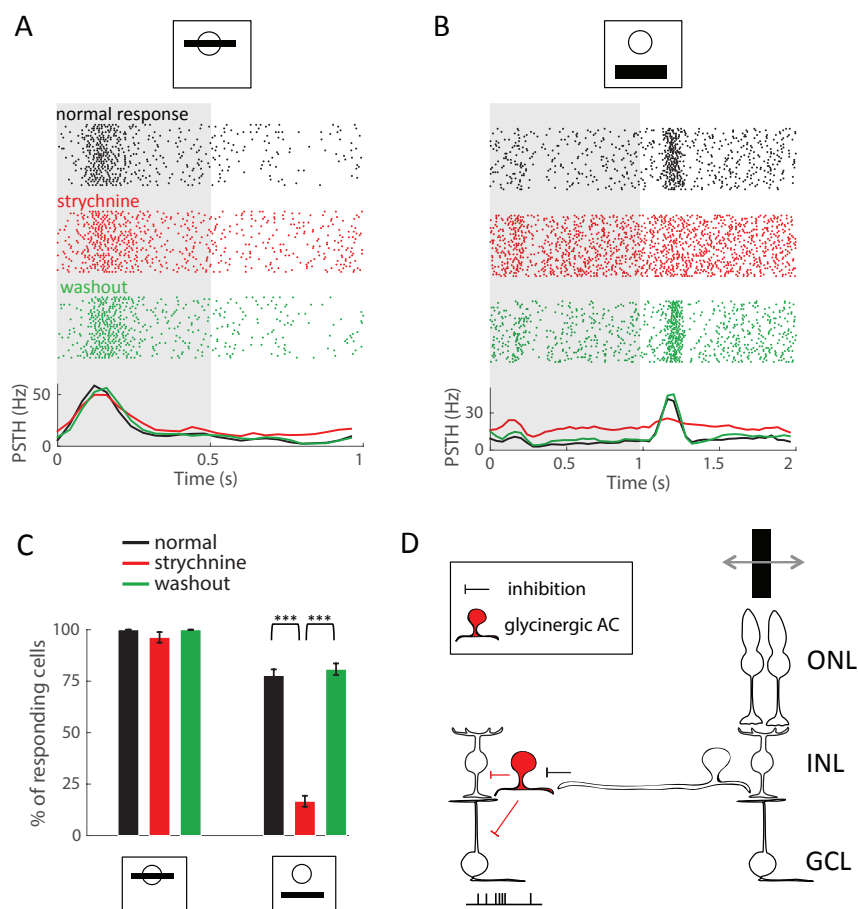 A
normal response
strychnine
washout
50
0
PSTH (Hz)
0
0.5
1
Time (s)
B
30
0
PSTH (Hz)
0
0.5
1
1.5
2
Time (s)
C
normal
strychnine
washout
100
75
50
25
0
% of responding cells
*** ***
D
inhibition
glycinergic AC
ONL
INL
GCL